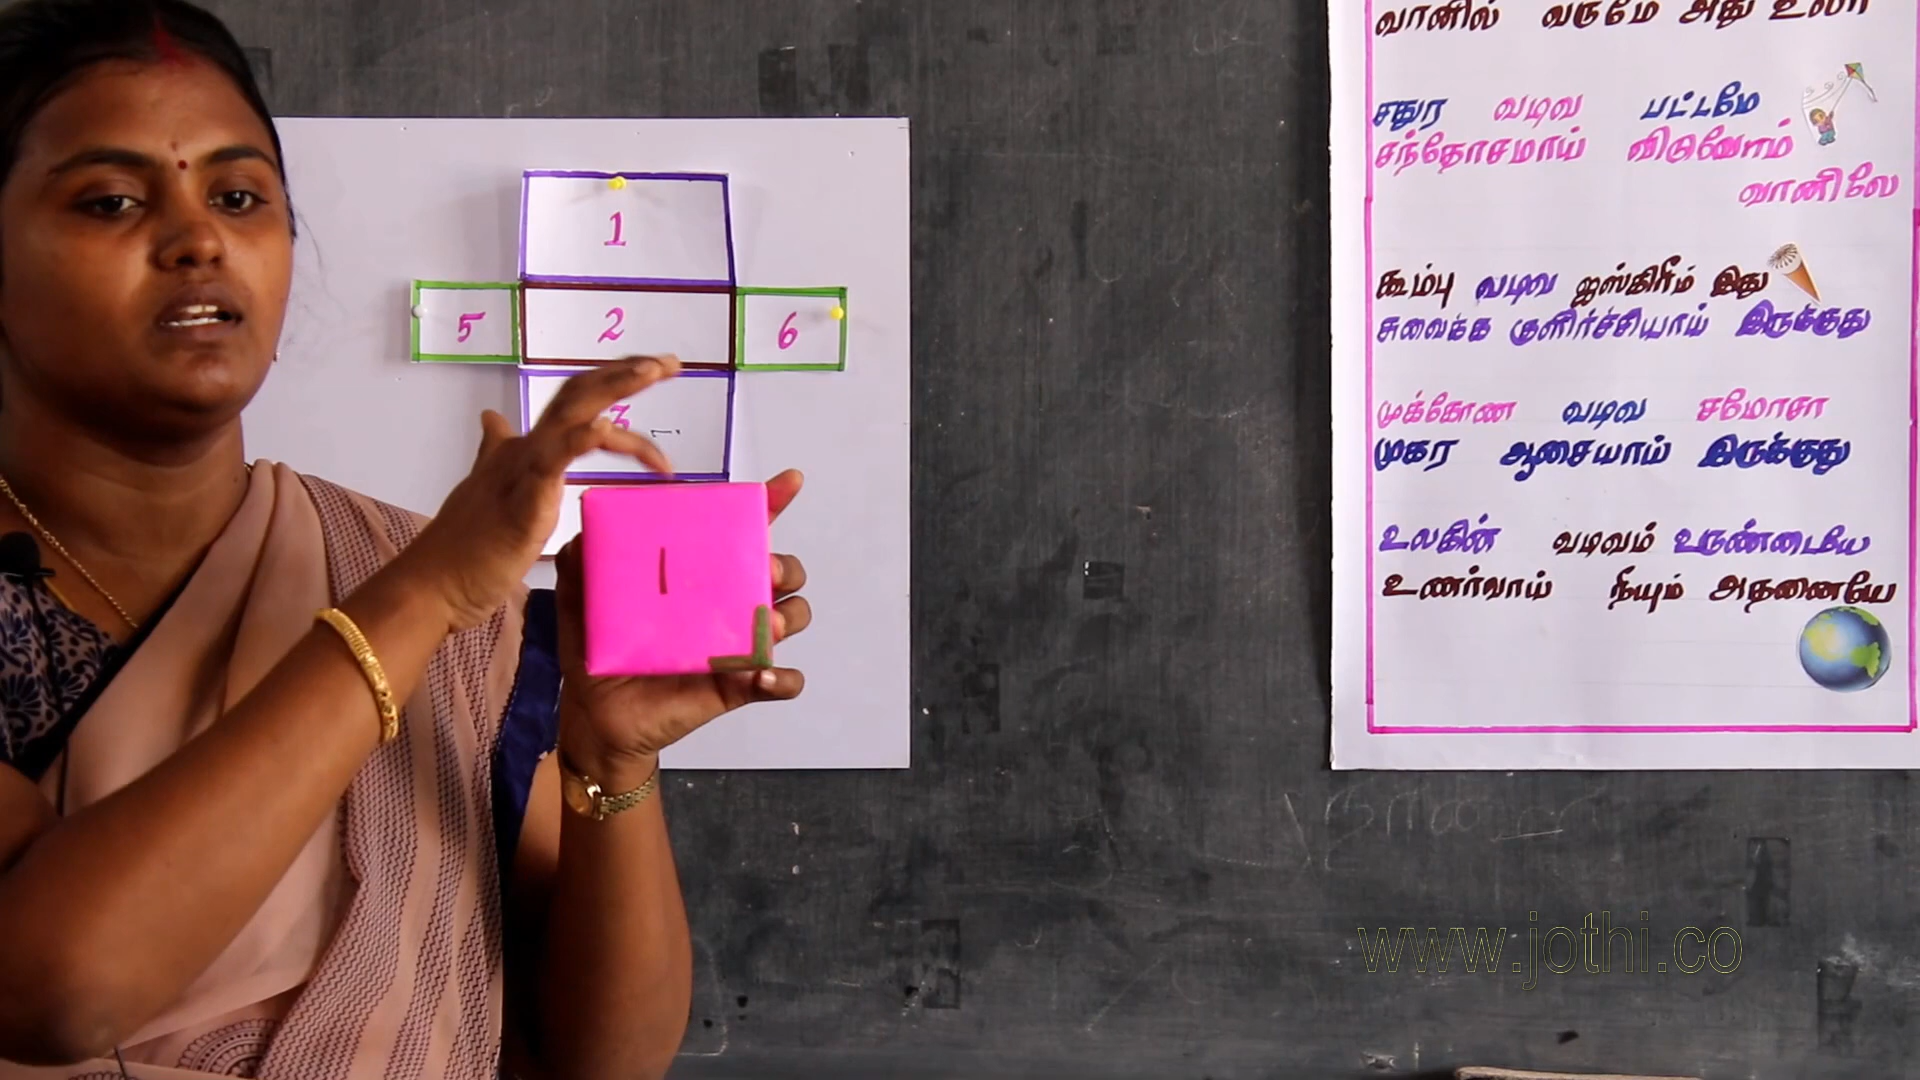 வானில் வருமே அது உலா
சதுர வடிவ பட்டமே
சந்தோசமாய் விடுவோம்
வானிலே
கூம்பு வடிவ ஐஸ்கிரீம் இது
சுவைக்க குளிர்ச்சியாய் இருக்குது
முக்கோண வடிவ சமோசா
முகர ஆசையாய் இருக்குது
உலகின் வடிவம் உருண்டையே
உணர்வாய் நீயும் அதனையே
1
5 2 6
3
1
www.jothi.co